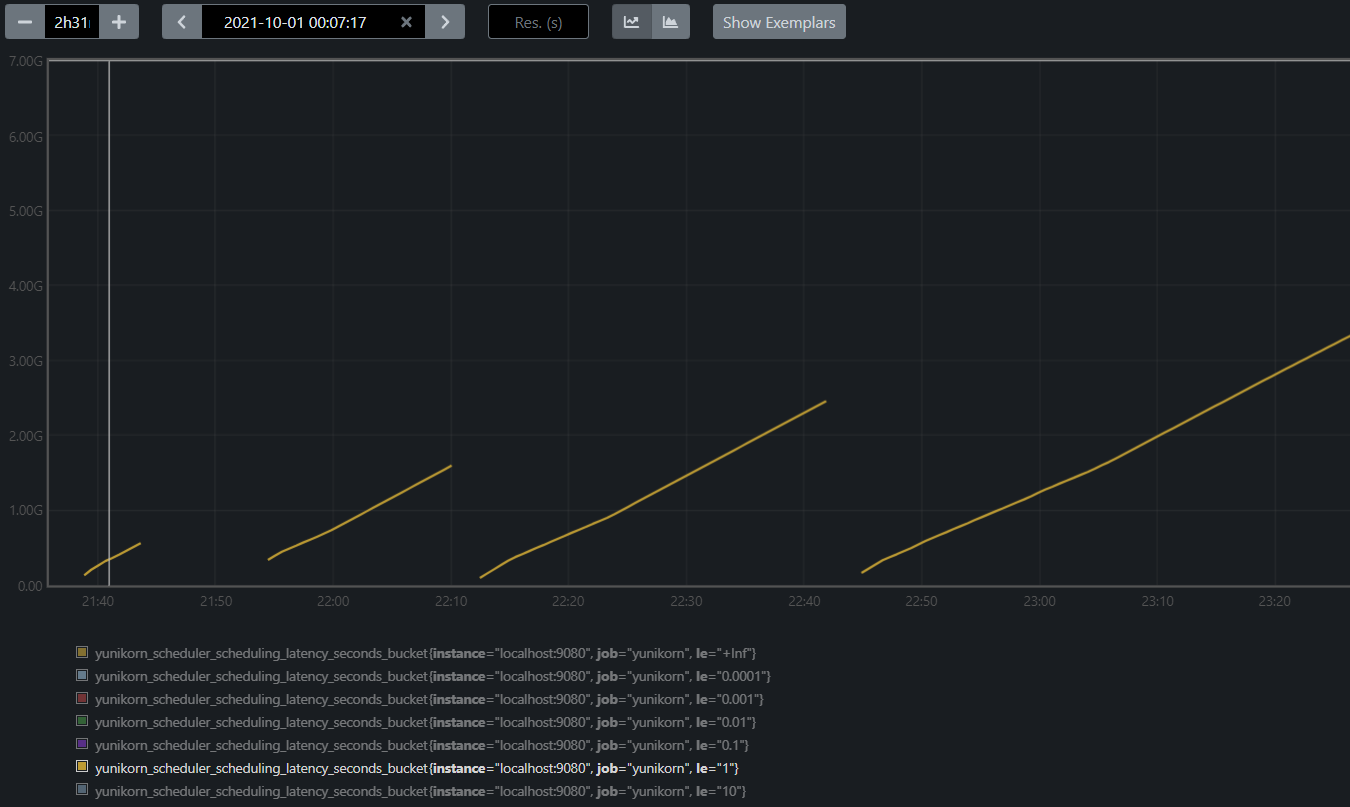 2h31
2021-10-01 00:07:17
Res. (s)
Show Exemplars
7.00G
6.00G
5.00G
4.00G
3.00G
2.00G
1.00G
0.00
21:40 21:50 22:00 22:10 22:20 22:30 22:40 22:50 23:00 23:10 23:20
yunikorn_scheduler_scheduling_latency_seconds_bucket{instance="localhost:9080", job="yunikorn", le="+Inf"}
yunikorn_scheduler_scheduling_latency_seconds_bucket{instance="localhost:9080", job="yunikorn", le="0.0001"}
yunikorn_scheduler_scheduling_latency_seconds_bucket{instance="localhost:9080", job="yunikorn", le="0.001"}
yunikorn_scheduler_scheduling_latency_seconds_bucket{instance="localhost:9080", job="yunikorn", le="0.01"}
yunikorn_scheduler_scheduling_latency_seconds_bucket{instance="localhost:9080", job="yunikorn", le="0.1"}
yunikorn_scheduler_scheduling_latency_seconds_bucket{instance="localhost:9080", job="yunikorn", le="1"}
yunikorn_scheduler_scheduling_latency_seconds_bucket{instance="localhost:9080", job="yunikorn", le="10"}